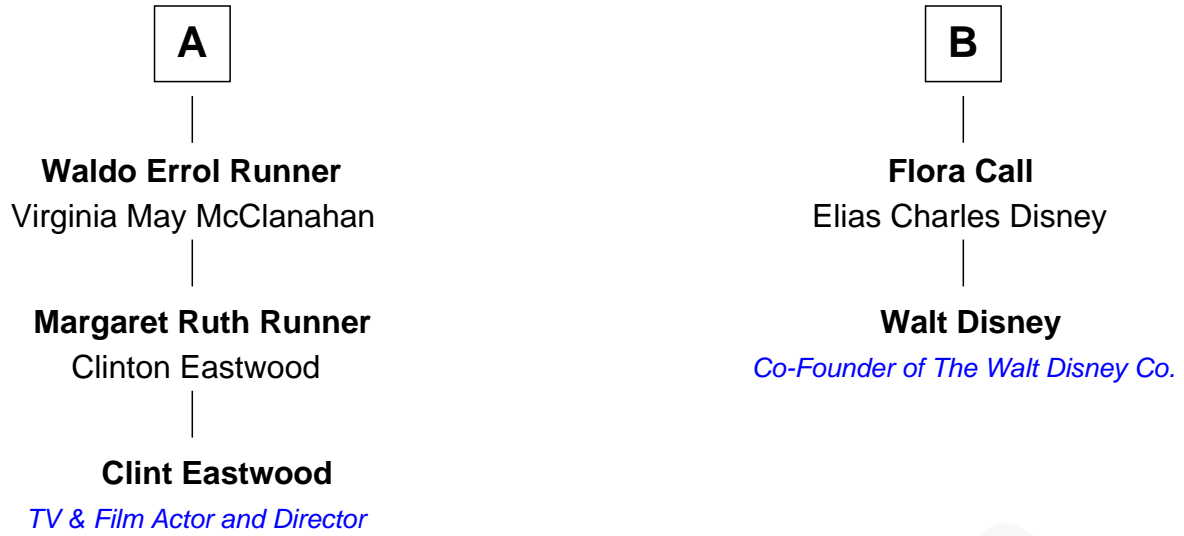 A
Waldo Errol Runner
Virginia May McClanahan
Margaret Ruth Runner
Clinton Eastwood
Clint Eastwood
TV & Film Actor and Director
B
Flora Call
Elias Charles Disney
Walt Disney
Co-Founder of The Walt Disney Co.